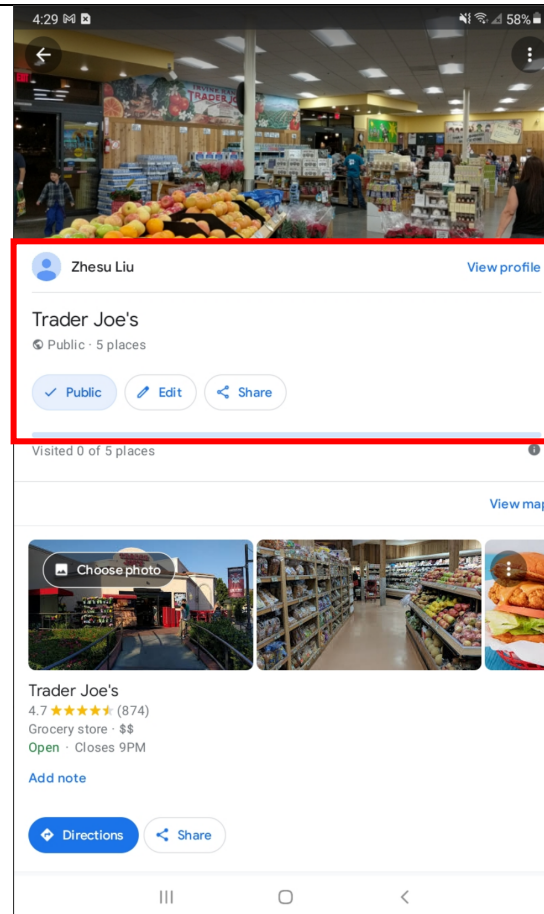 4:29
58%
TRADER JO
Zhesu Liu
View profile
Trader Joe's
Public · 5 places
Public
Edit
Share
Visited 0 of 5 places
View map
Choose photo
Trader Joe's
4.7 (874)
Grocery store · $$
Open · Closes 9PM
Add note
Directions
Share